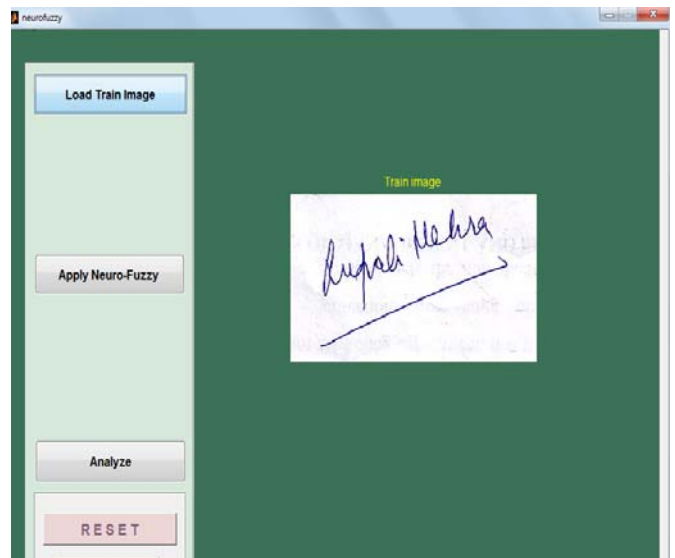 neurofuzzy
Load Train Image
Train image
Rupali Mehra
Apply Neuro-Fuzzy
Analyze
RESET